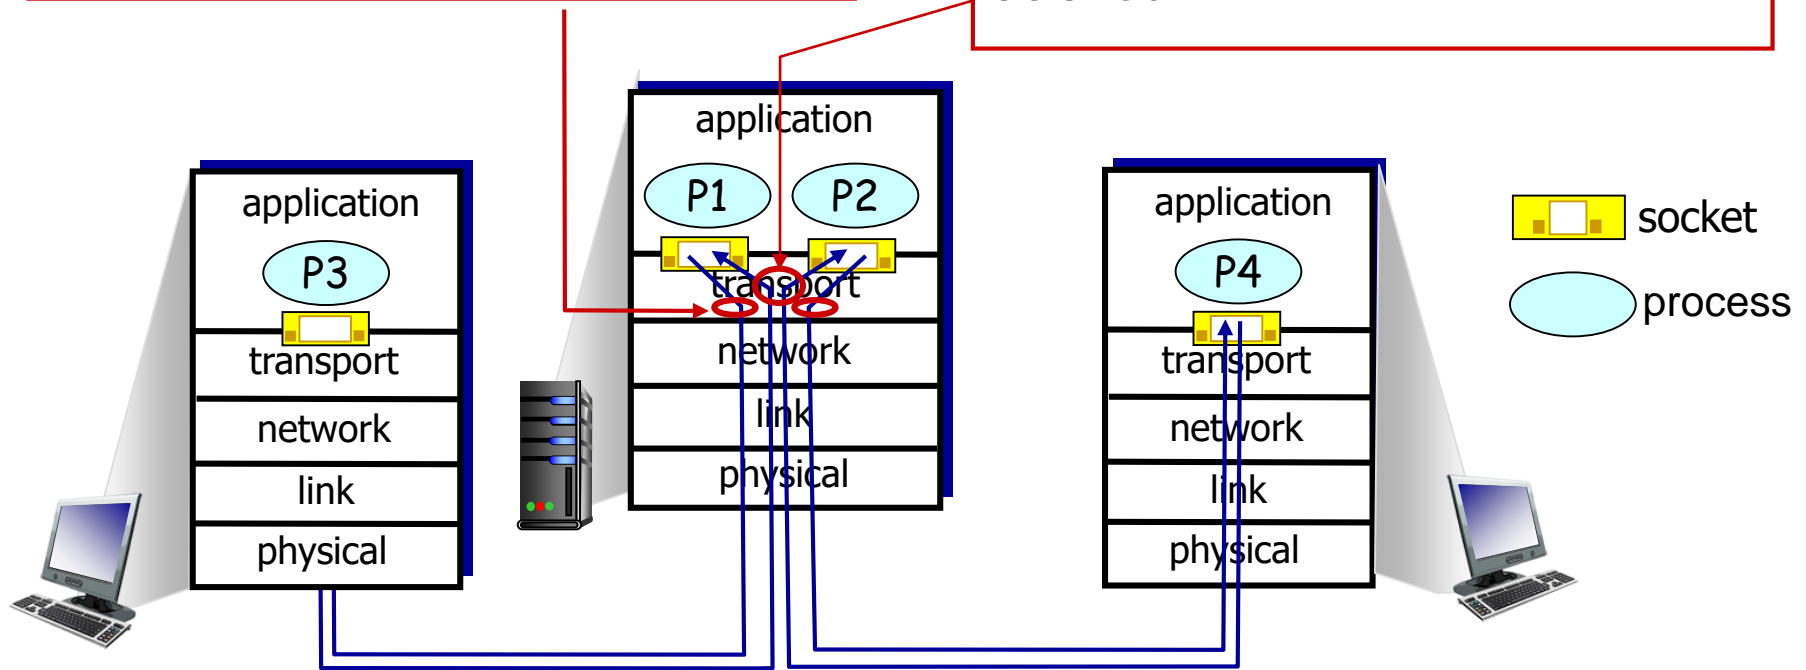 application
P1
P2
transport
network
link
physical
application
P3
transport
network
link
physical
application
P4
transport
network
link
physical
socket
process